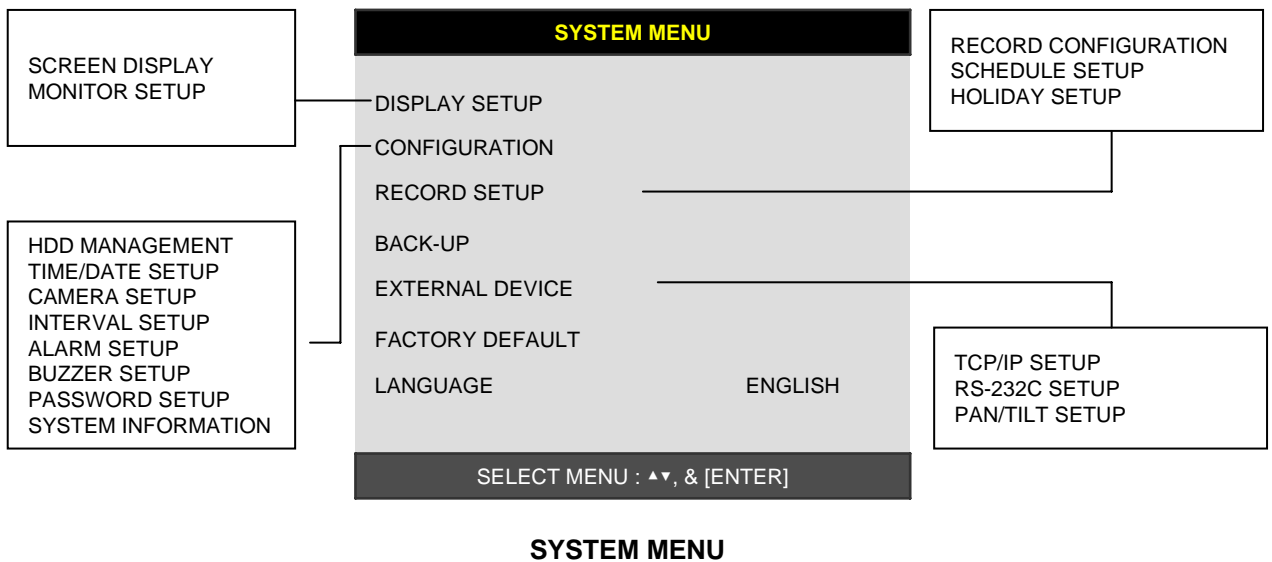 SCREEN DISPLAY
MONITOR SETUP
HDD MANAGEMENT
TIME/DATE SETUP
CAMERA SETUP
INTERVAL SETUP
ALARM SETUP
BUZZER SETUP
PASSWORD SETUP
SYSTEM INFORMATION
SYSTEM MENU
DISPLAY SETUP
CONFIGURATION
RECORD SETUP
BACK-UP
EXTERNAL DEVICE
FACTORY DEFAULT
LANGUAGE ENGLISH
SELECT MENU : ▲▼, & [ENTER]
RECORD CONFIGURATION
SCHEDULE SETUP
HOLIDAY SETUP
TCP/IP SETUP
RS-232C SETUP
PAN/TILT SETUP
SYSTEM MENU